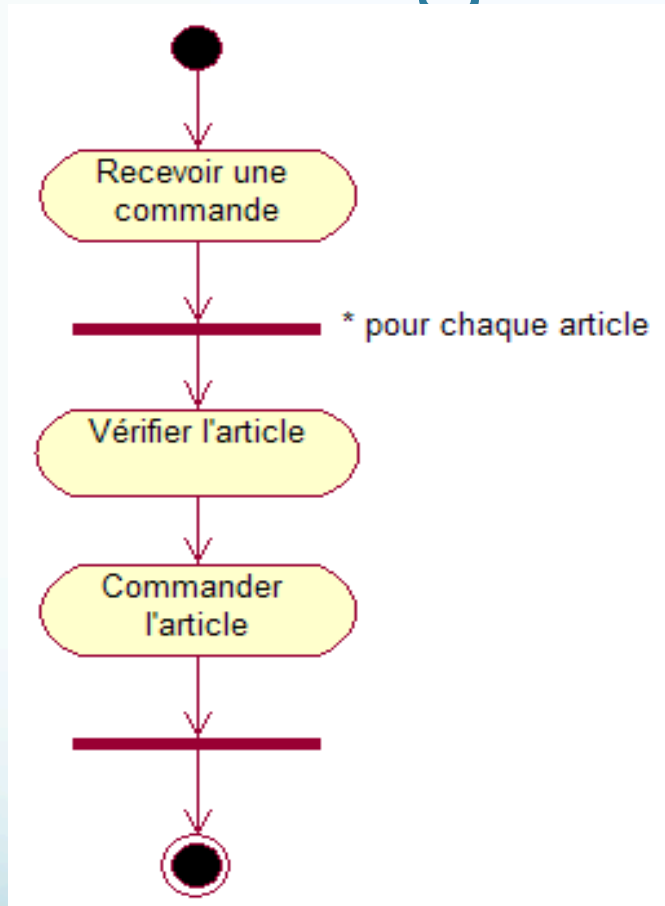 Recevoir une
commande
* pour chaque article
Vérifier l'article
Commander
l'article